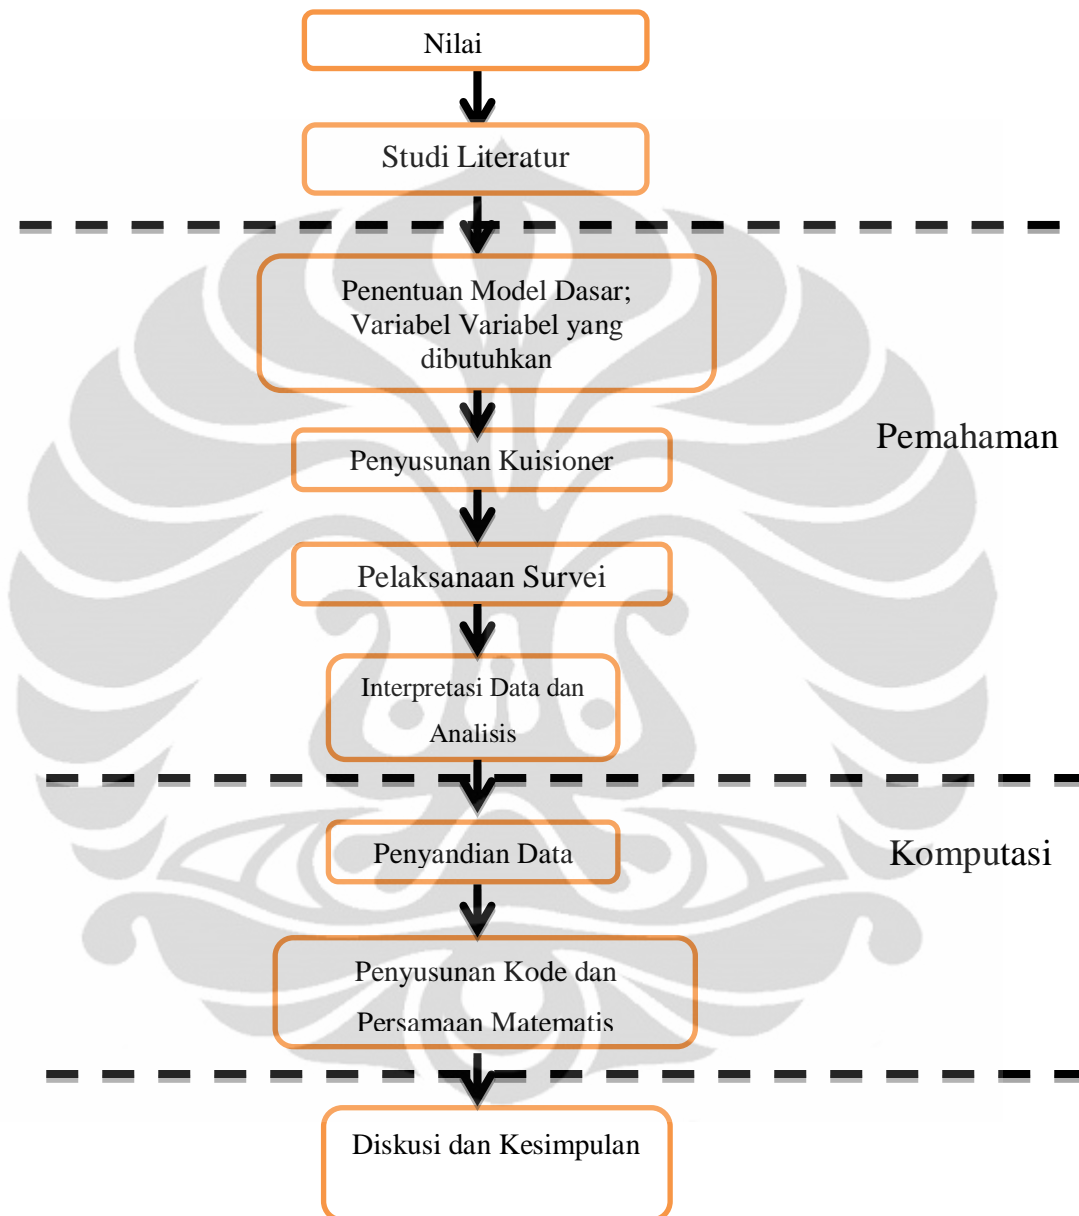 Nilai
Studi Literatur
Penentuan Model Dasar;
Variabel Variabel yang
dibutuhkan
Pemahaman
Penyusunan Kuisioner
Pelaksanaan Survei
Interpretasi Data dan
Analisis
Penyandian Data
Komputasi
Penyusunan Kode dan
Persamaan Matematis
Diskusi dan Kesimpulan